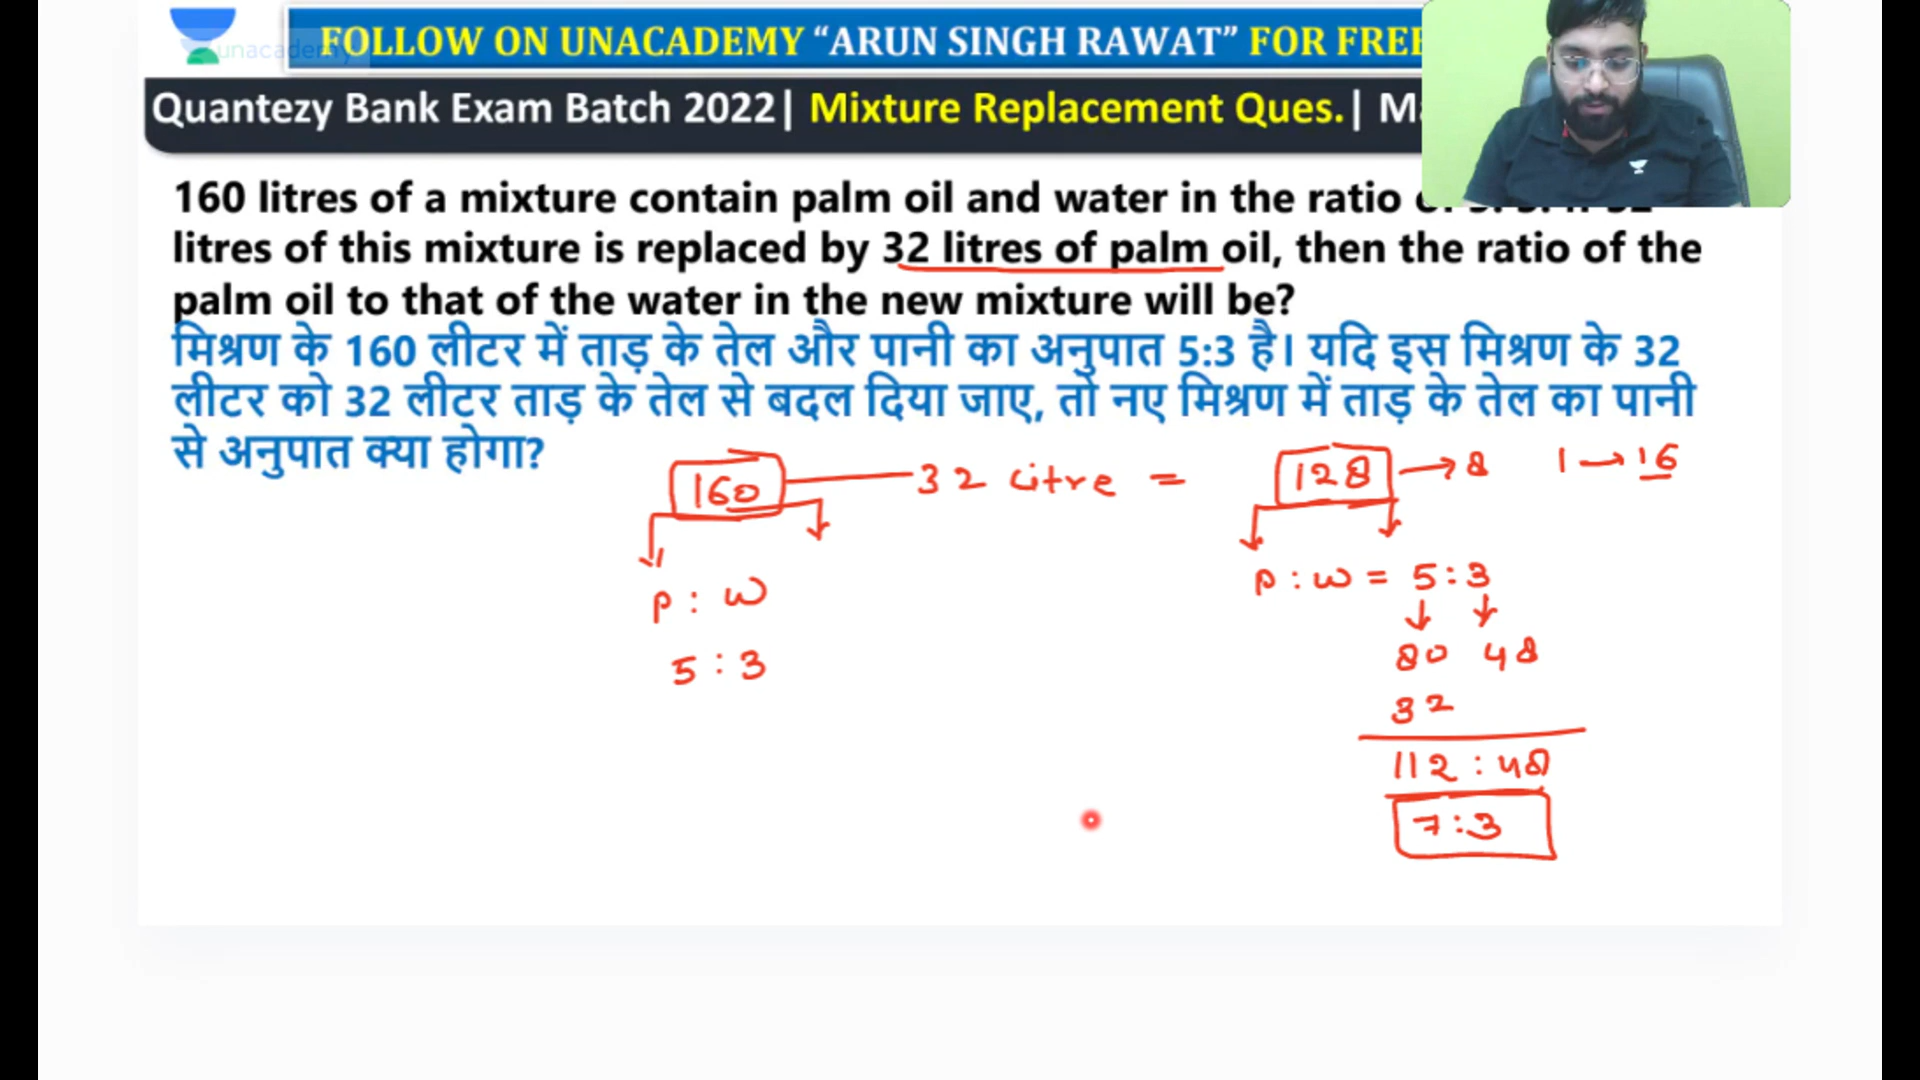 unacademy
FOLLOW ON UNACADEMY “ARUN SINGH RAWAT” FOR FREE
Quantezy Bank Exam Batch 2022| Mixture Replacement Ques.| Ma
160 litres of a mixture contain palm oil and water in the ratio
litres of this mixture is replaced by 32 litres of palm oil, then the ratio of the
palm oil to that of the water in the new mixture will be?
मिश्रण के 160 लीटर में ताड़ के तेल और पानी का अनुपात 5:3 है। यदि इस मिश्रण के 32
लीटर को 32 लीटर ताड़ के तेल से बदल दिया जाए, तो नए मिश्रण में ताड़ के तेल का पानी
से अनुपात क्या होगा?
160 32 Litre = 128 → 8 1 → 16
P : W
5 : 3
P : W = 5 : 3
80 48
32
112 : 48
7 : 3